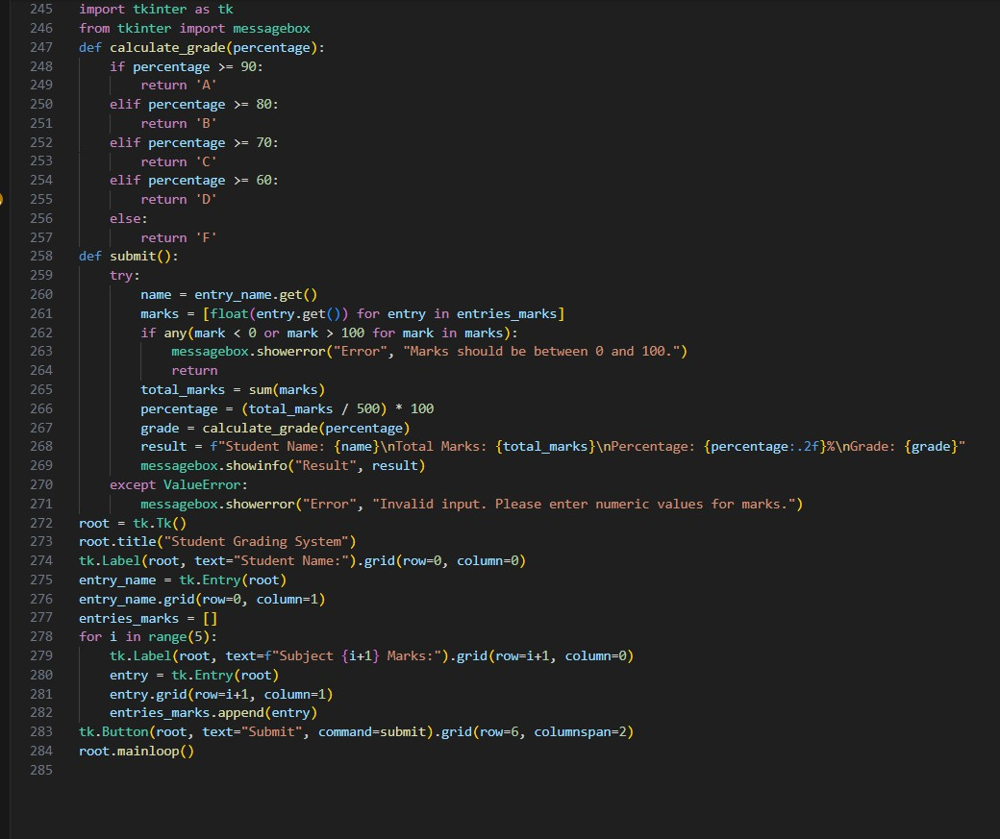 245 import tkinter as tk
246 from tkinter import messagebox
247 def calculate_grade(percentage):
248     if percentage >= 90:
249         return 'A'
250     elif percentage >= 80:
251         return 'B'
252     elif percentage >= 70:
253         return 'C'
254     elif percentage >= 60:
255         return 'D'
256     else:
257         return 'F'
258 def submit():
259     try:
260         name = entry_name.get()
261         marks = [float(entry.get()) for entry in entries_marks]
262         if any(mark < 0 or mark > 100 for mark in marks):
263             messagebox.showerror("Error", "Marks should be between 0 and 100.")
264             return
265         total_marks = sum(marks)
266         percentage = (total_marks / 500) * 100
267         grade = calculate_grade(percentage)
268         result = f"Student Name: {name}\nTotal Marks: {total_marks}\nPercentage: {percentage:.2f}%\nGrade: {grade}"
269         messagebox.showinfo("Result", result)
270     except ValueError:
271         messagebox.showerror("Error", "Invalid input. Please enter numeric values for marks.")
272 root = tk.Tk()
273 root.title("Student Grading System")
274 tk.Label(root, text="Student Name:").grid(row=0, column=0)
275 entry_name = tk.Entry(root)
276 entry_name.grid(row=0, column=1)
277 entries_marks = []
278 for i in range(5):
279     tk.Label(root, text=f"Subject {i+1} Marks:").grid(row=i+1, column=0)
280     entry = tk.Entry(root)
281     entry.grid(row=i+1, column=1)
282     entries_marks.append(entry)
283 tk.Button(root, text="Submit", command=submit).grid(row=6, columnspan=2)
284 root.mainloop()
285